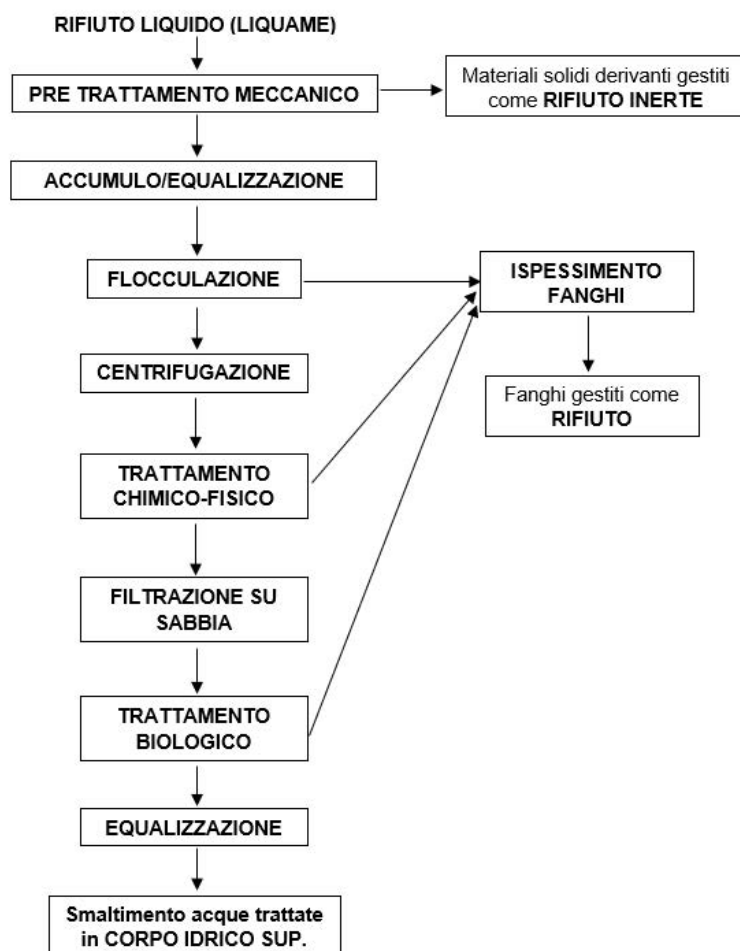 RIFIUTO LIQUIDO (LIQUAME)
PRE TRATTAMENTO MECCANICO
Materiali solidi derivanti gestiti
come RIFIUTO INERTE
ACCUMULO/EQUALIZZAZIONE
FLOCCULAZIONE
ISPESSIMENTO
FANGHI
CENTRIFUGAZIONE
Fanghi gestiti come
RIFIUTO
TRATTAMENTO
CHIMICO-FISICO
FILTRAZIONE SU
SABBIA
TRATTAMENTO
BIOLOGICO
EQUALIZZAZIONE
Smaltimento acque trattate
in CORPO IDRICO SUP.